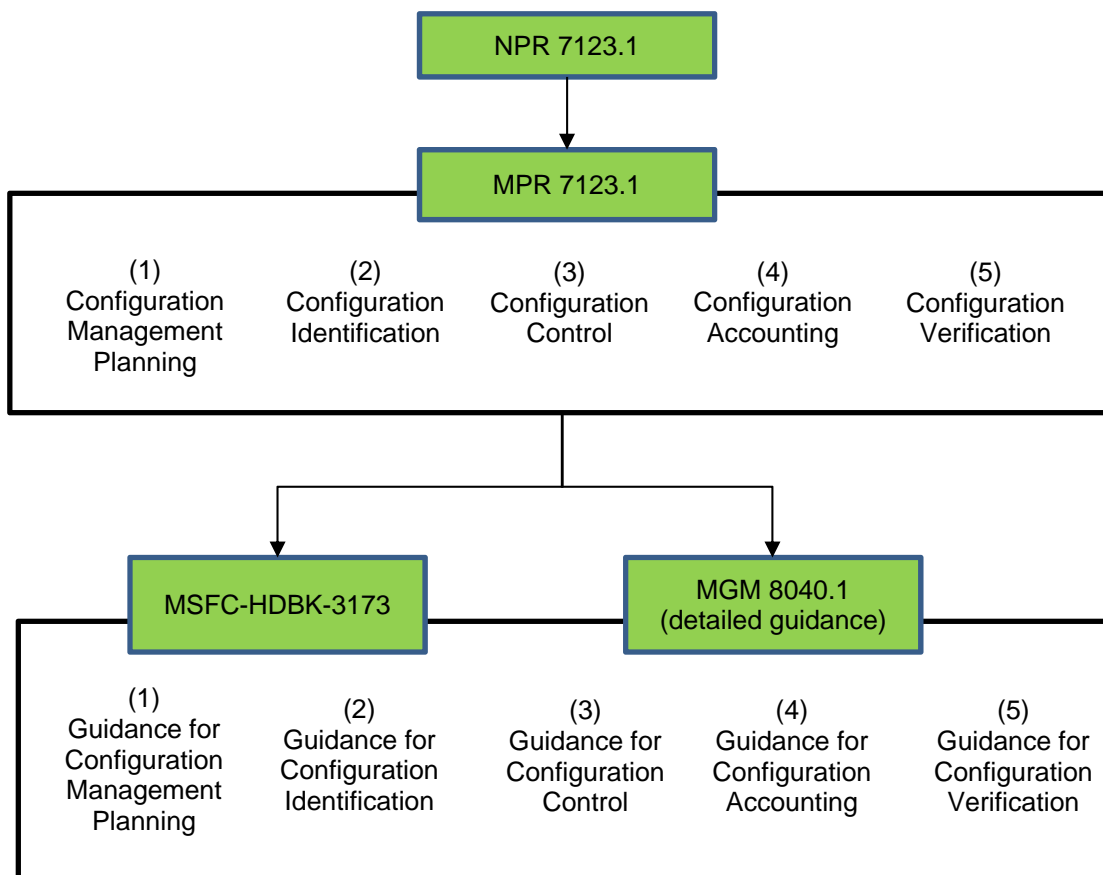 NPR 7123.1
MPR 7123.1
(1)
Configuration
Management
Planning
(2)
Configuration
Identification
(3)
Configuration
Control
(4)
Configuration
Accounting
(5)
Configuration
Verification
MSFC-HDBK-3173
MGM 8040.1
(detailed guidance)
(1)
Guidance for
Configuration
Management
Planning
(2)
Guidance for
Configuration
Identification
(3)
Guidance for
Configuration
Control
(4)
Guidance for
Configuration
Accounting
(5)
Guidance for
Configuration
Verification